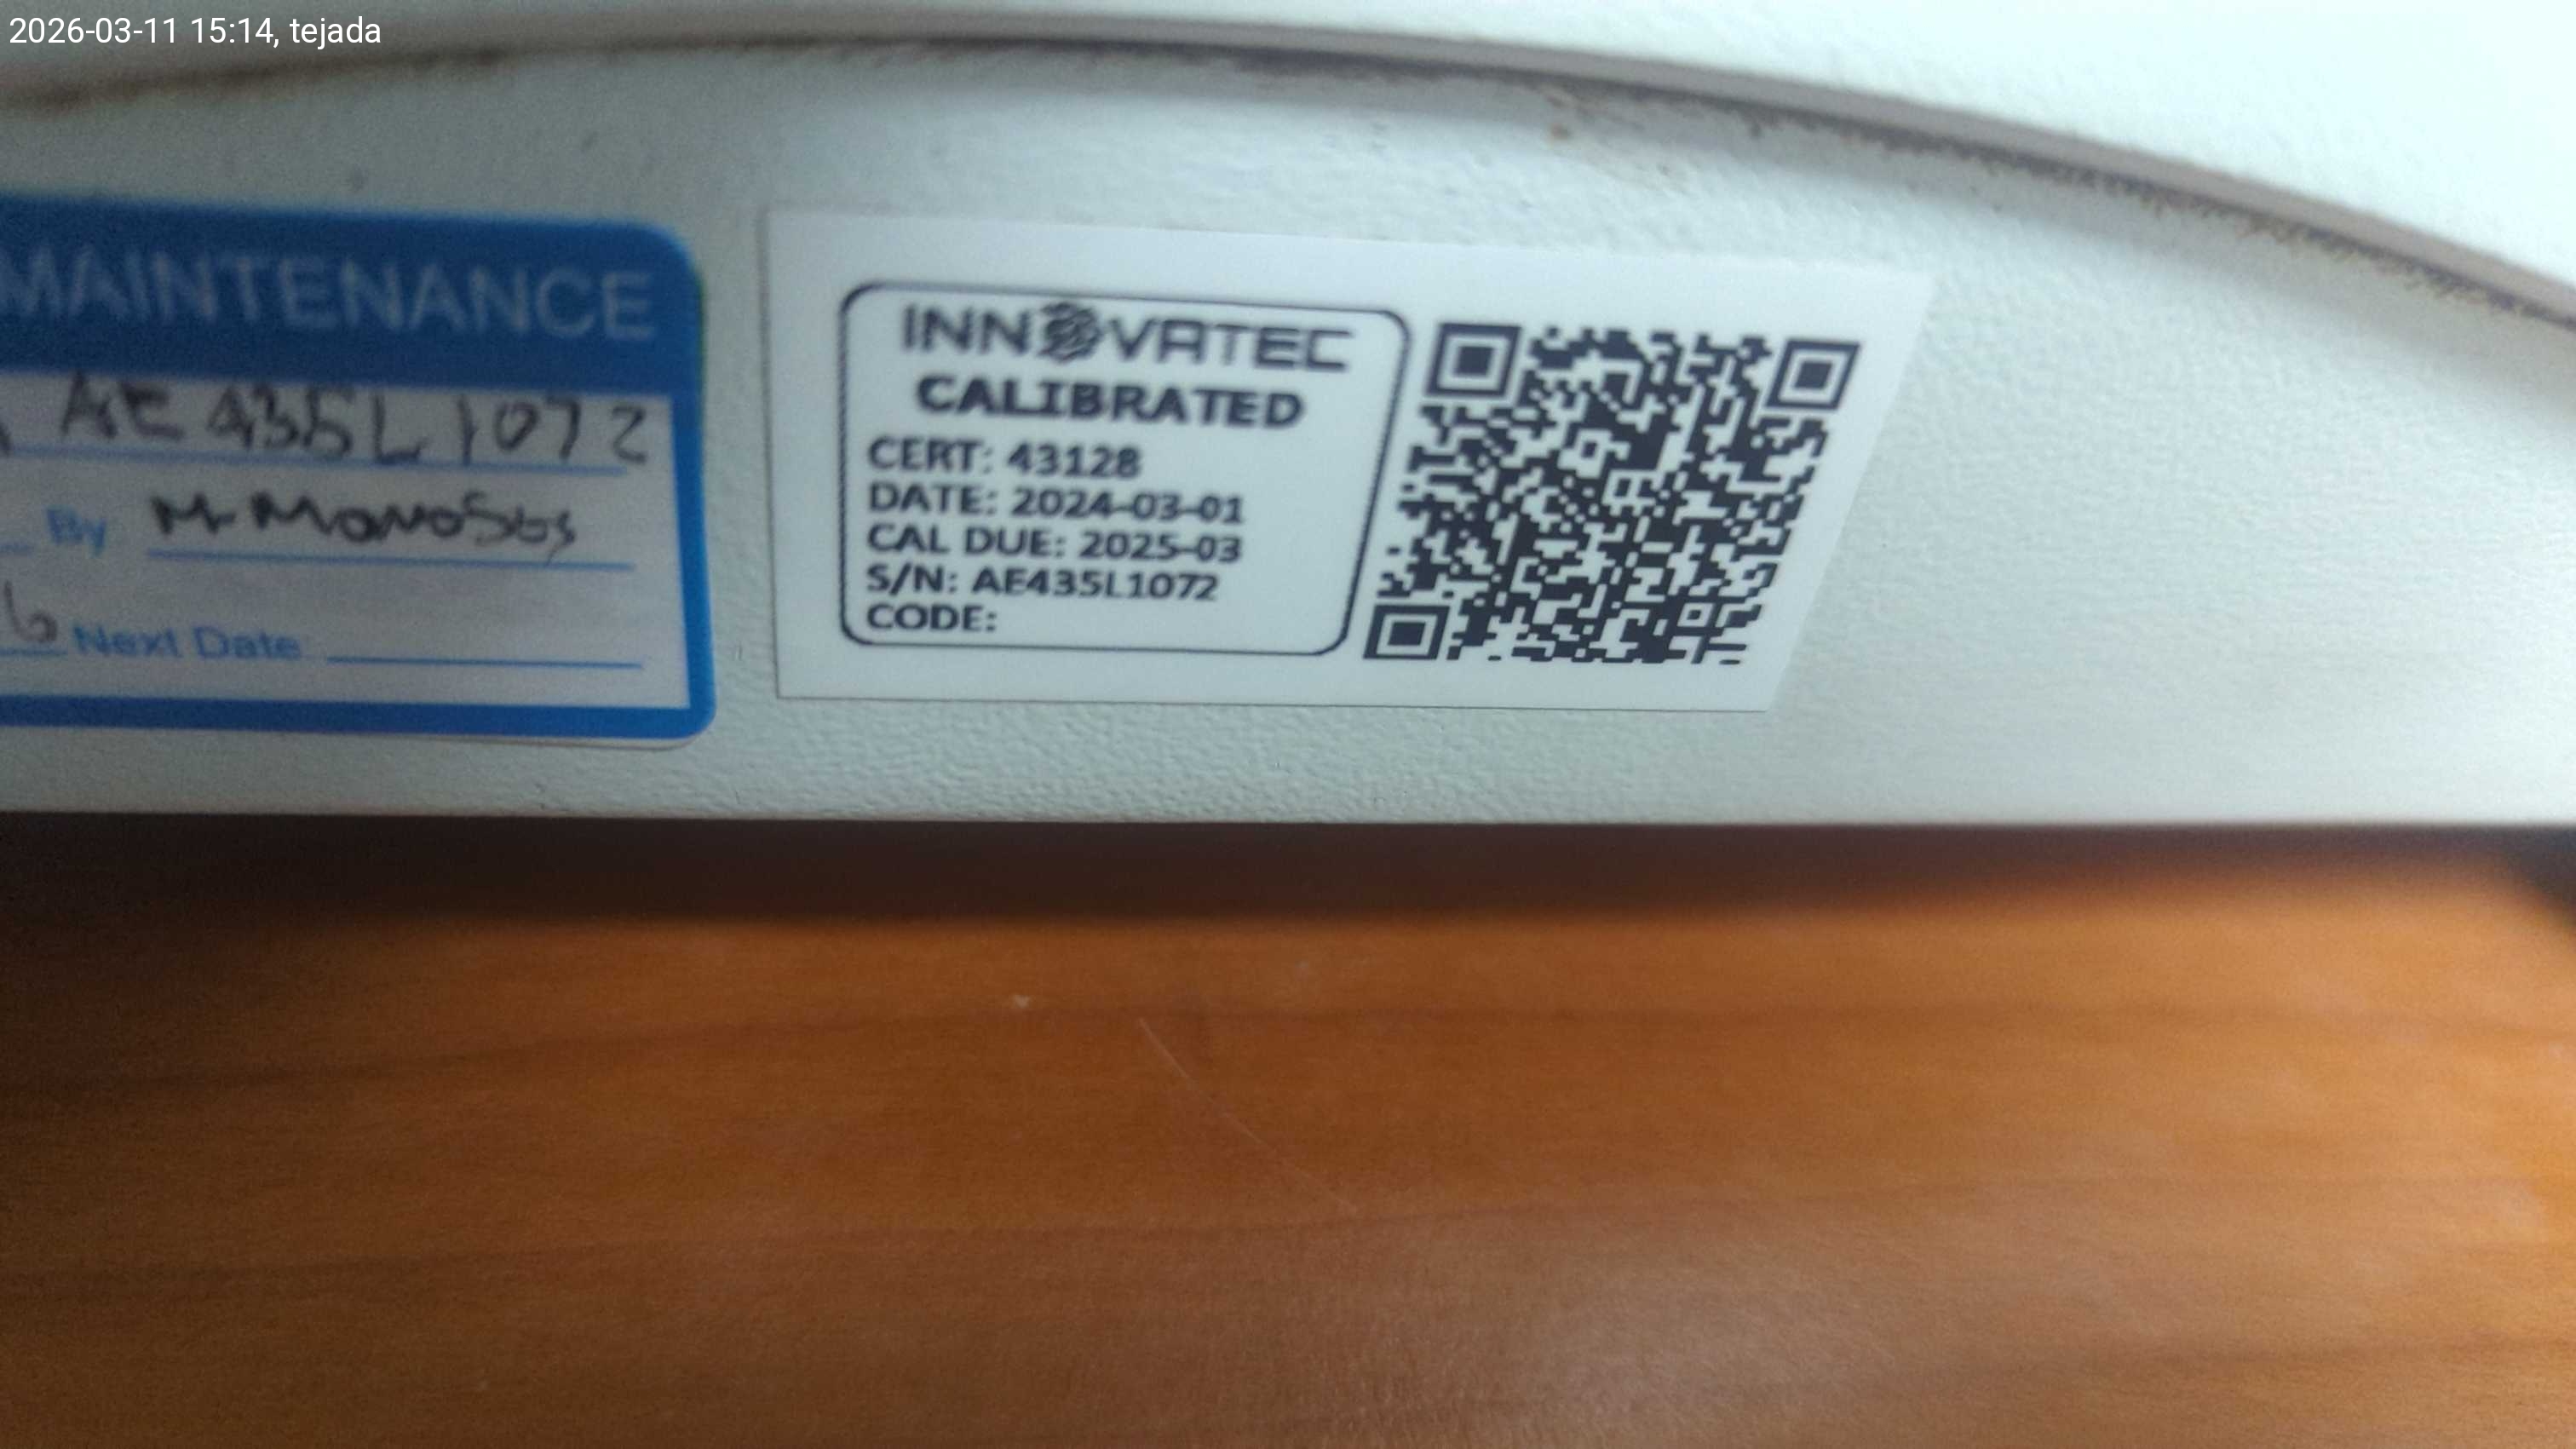 2026-03-11 15:14, tejada
MAINTENANCE
AE435L1072
By
6 Next Date
INNOVATEC
CALIBRATED
CERT: 43128
DATE: 2024-03-01
CAL DUE: 2025-03
S/N: AE435L1072
CODE: